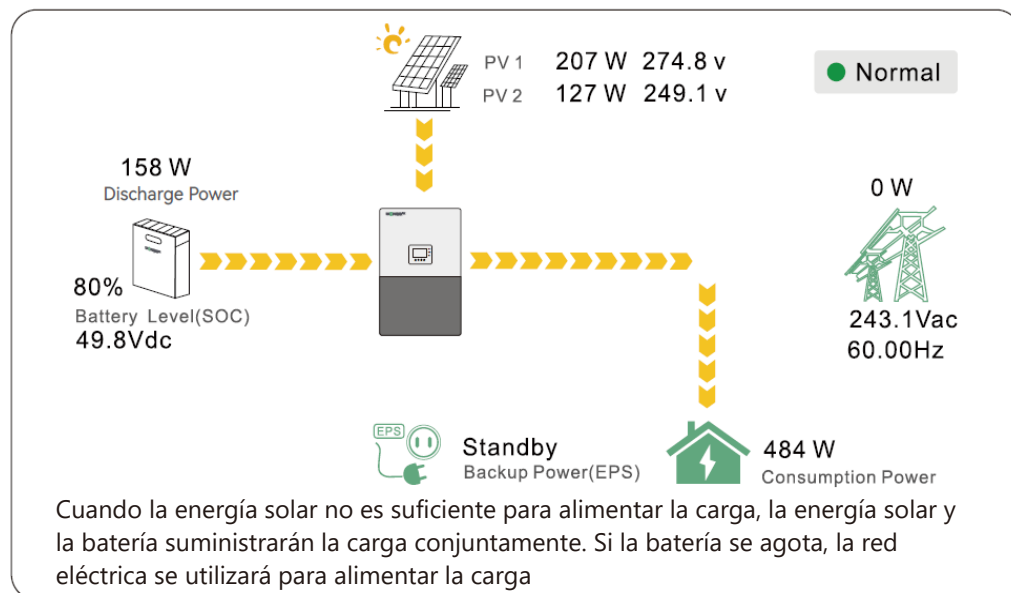 PV 1 207 W 274.8 v
PV 2 127 W 249.1 v
Normal
158 W
Discharge Power
0 W
80%
Battery Level(SOC)
49.8Vdc
243.1Vac
60.00Hz
EPS
Standby
Backup Power(EPS)
484 W
Consumption Power
Cuando la energía solar no es suficiente para alimentar la carga, la energía solar y
la batería suministrarán la carga conjuntamente. Si la batería se agota, la red
eléctrica se utilizará para alimentar la carga